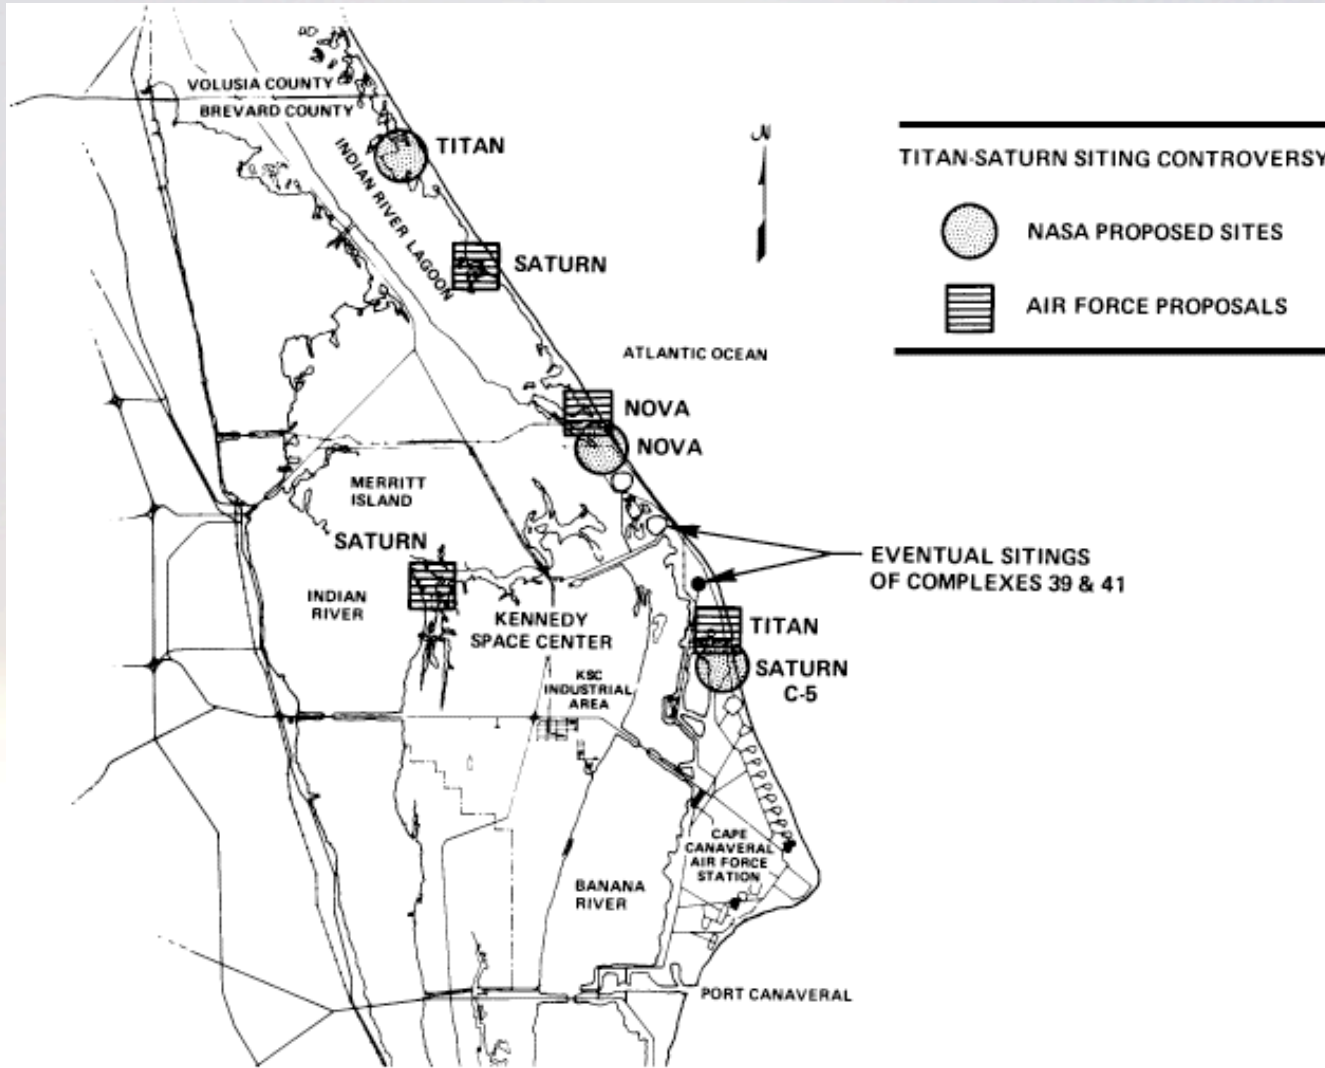 VOLUSIA COUNTY
BREVARD COUNTY
TITAN
INDIAN RIVER LAGOON
SATURN
N
TITAN-SATURN SITING CONTROVERSY
NASA PROPOSED SITES
AIR FORCE PROPOSALS
ATLANTIC OCEAN
NOVA
NOVA
MERRITT
ISLAND
SATURN
INDIAN
RIVER
EVENTUAL SITINGS
OF COMPLEXES 39 & 41
KENNEDY
SPACE CENTER
TITAN
SATURN
C-5
KSC
INDUSTRIAL
AREA
CAPE
CANAVERAL
AIR FORCE
STATION
BANANA
RIVER
PORT CANAVERAL